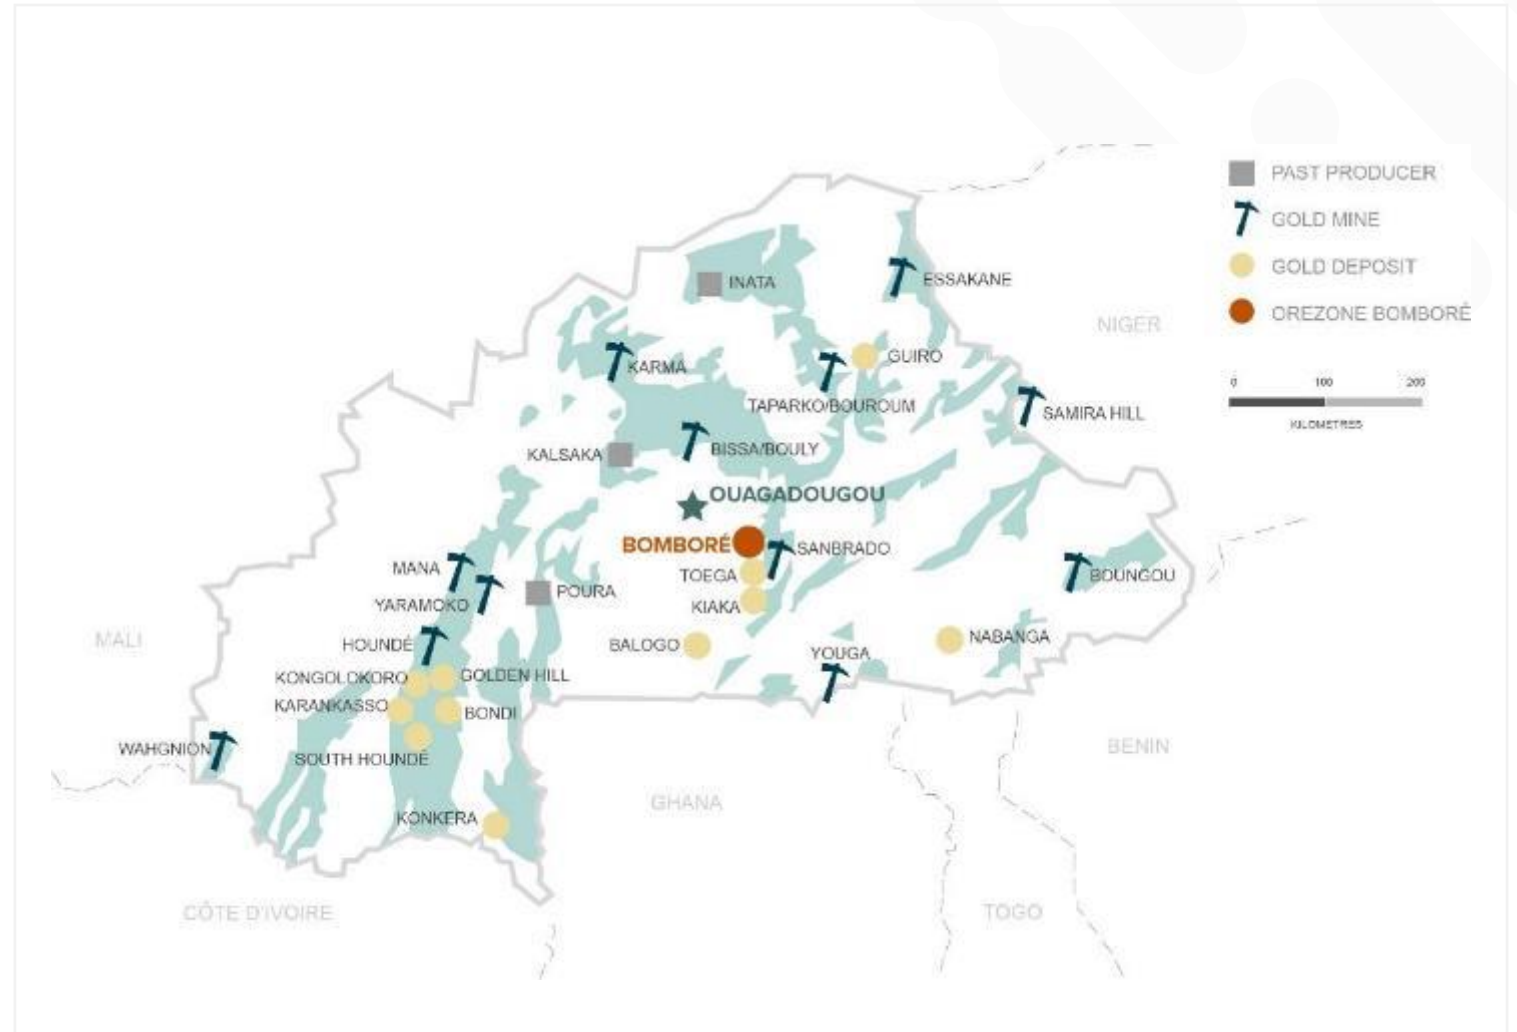 PAST PRODUCER
GOLD MINE
GOLD DEPOSIT
OREZONE BOMBORÉ
0 100 200
KILOMETRES
INATA
ESSAKANE
NIGER
GUIRO
KARMA
TAPARKO/BOUROUM
SAMIRA HILL
KALSAKA
BISSA/BOULY
OUAGADOUGOU
BOMBORÉ
SANBRADO
MANA
TOEGA
BOUNGOU
YARAMOKO
POURA
KIAKA
MALI
HOUNDÉ
BALOGO
NABANGA
YOUGA
KONGOLOKORO
GOLDEN HILL
KARANKASSO
BONDI
WAHGNION
SOUTH HOUNDÉ
BENIN
GHANA
KONKERA
CÔTE D'IVOIRE
TOGO